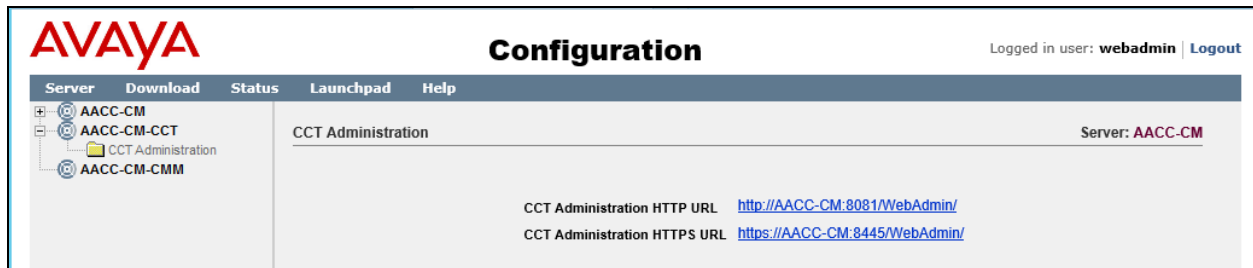 AVAYA
Configuration
Logged in user: webadmin | Logout
Server Download Status Launchpad Help
AACC-CM
AACC-CM-CCT
CCT Administration
AACC-CM-CMM
CCT Administration
Server: AACC-CM
CCT Administration HTTP URL http://AACC-CM:8081/WebAdmin/
CCT Administration HTTPS URL https://AACC-CM:8445/WebAdmin/